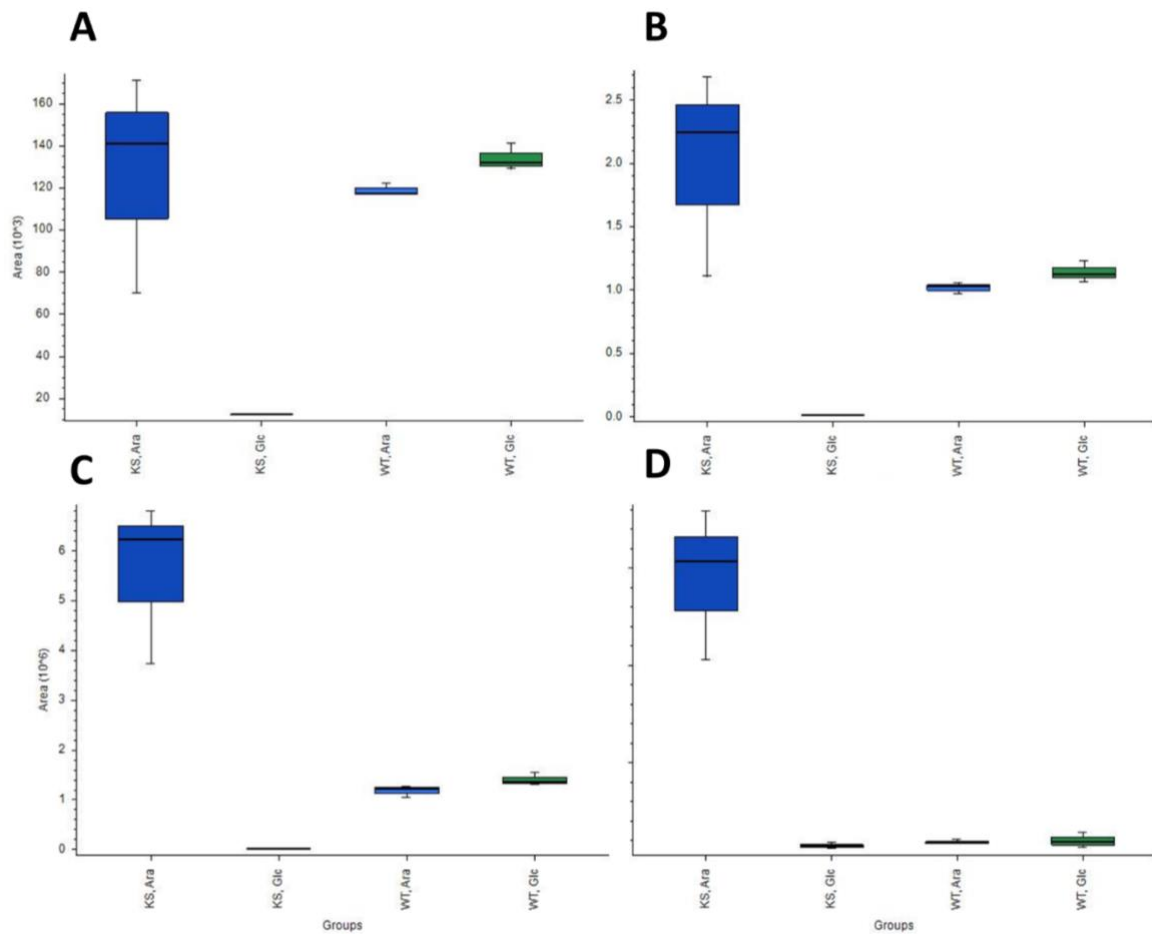 A
B
Area (10^3)
160
140
120
100
80
60
40
20
2.5
2.0
1.5
1.0
0.5
0.0
KS, Ara
KS, Glc
WT, Ara
WT, Glc
KS, Ara
KS, Glc
WT, Ara
WT, Glc
C
D
Area (10^6)
6
5
4
3
2
1
0
KS, Ara
KS, Glc
WT, Ara
WT, Glc
KS, Ara
KS, Glc
WT, Ara
WT, Glc
Groups
Groups